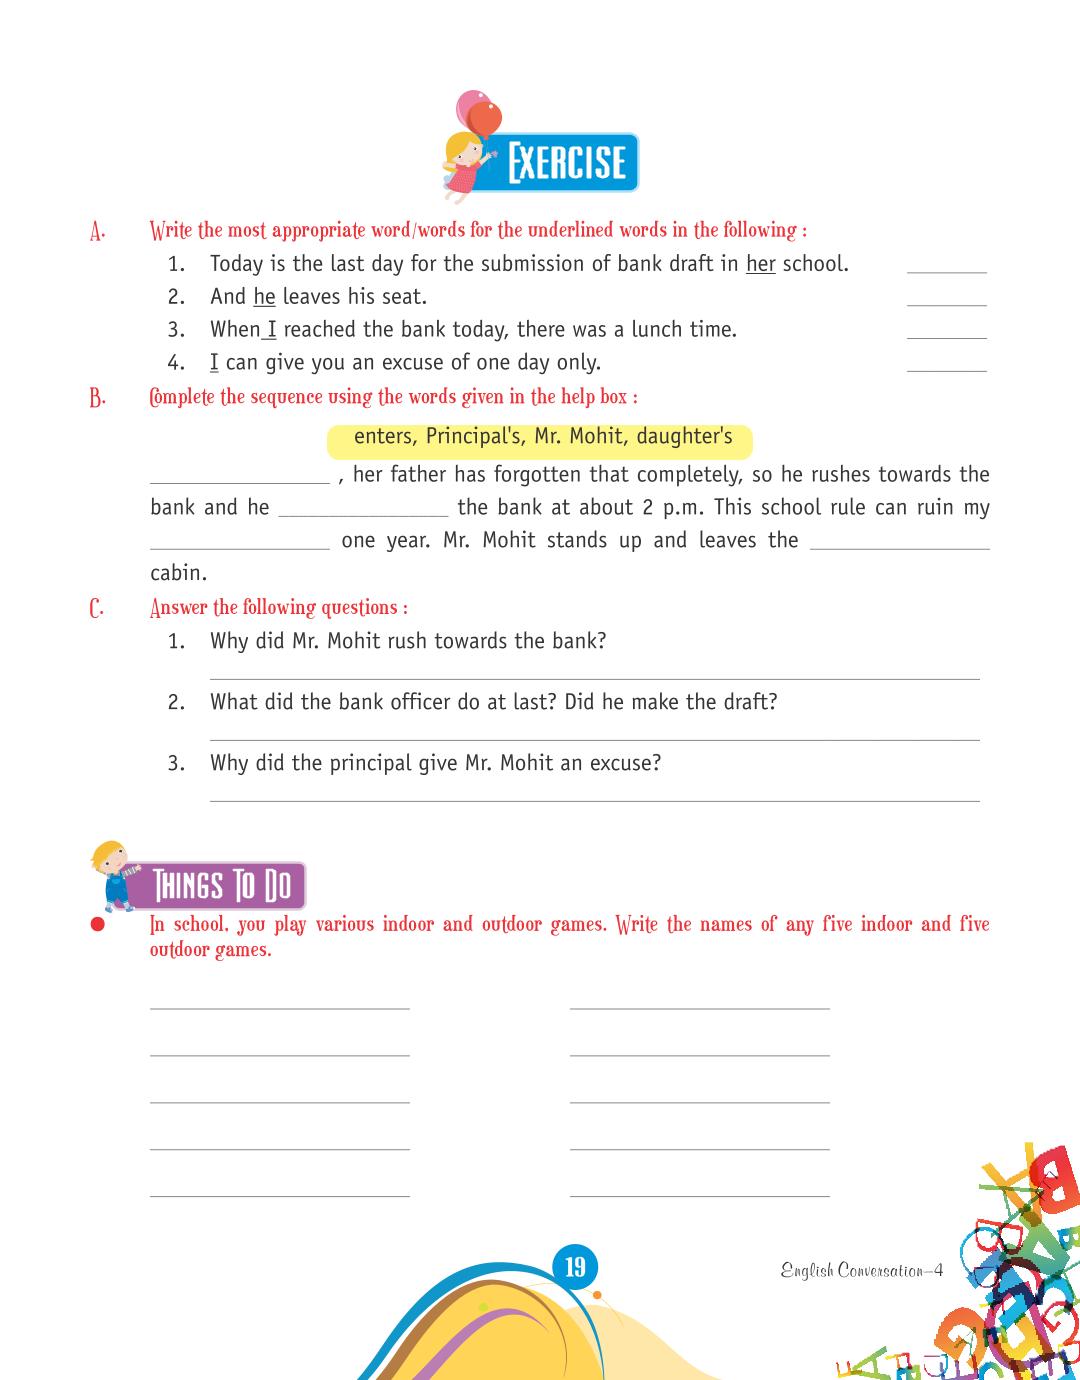 EXERCISE
A. Write the most appropriate word/words for the underlined words in the following :
1. Today is the last day for the submission of bank draft in her school. ________
2. And he leaves his seat. ________
3. When I reached the bank today, there was a lunch time. ________
4. I can give you an excuse of one day only. ________
B. Complete the sequence using the words given in the help box :
enters, Principal's, Mr. Mohit, daughter's
________ , her father has forgotten that completely, so he rushes towards the
bank and he ________ the bank at about 2 p.m. This school rule can ruin my
________ one year. Mr. Mohit stands up and leaves the ________
cabin.
C. Answer the following questions :
1. Why did Mr. Mohit rush towards the bank?
2. What did the bank officer do at last? Did he make the draft?
3. Why did the principal give Mr. Mohit an excuse?
THINGS TO DO
● In school, you play various indoor and outdoor games. Write the names of any five indoor and five
outdoor games.
19
English Conversation–4